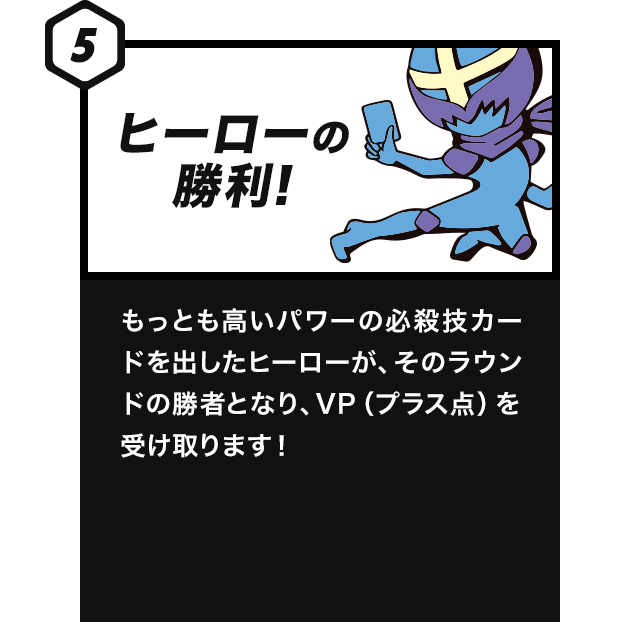 5
ヒーローの
勝利!
もっとも高いパワーの必殺技カー
ドを出したヒーローが、そのラウン
ドの勝者となり、VP（プラス点）を
受け取ります！